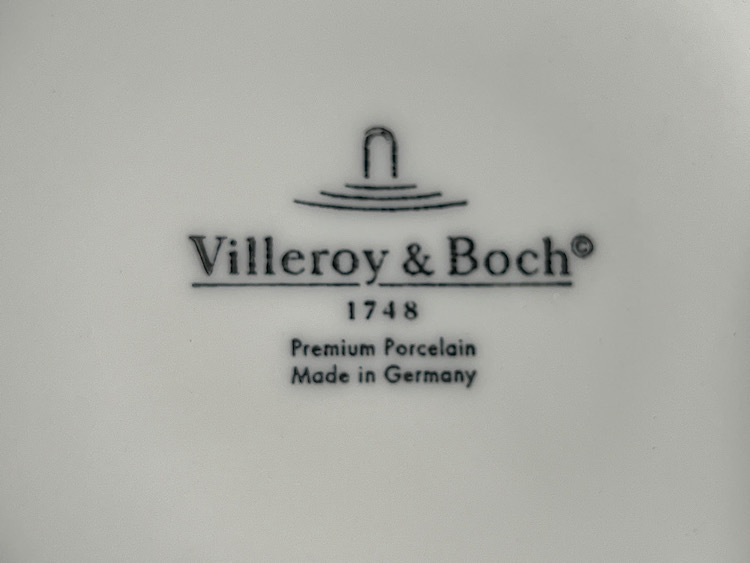 Villeroy & Boch©
1748
Premium Porcelain
Made in Germany